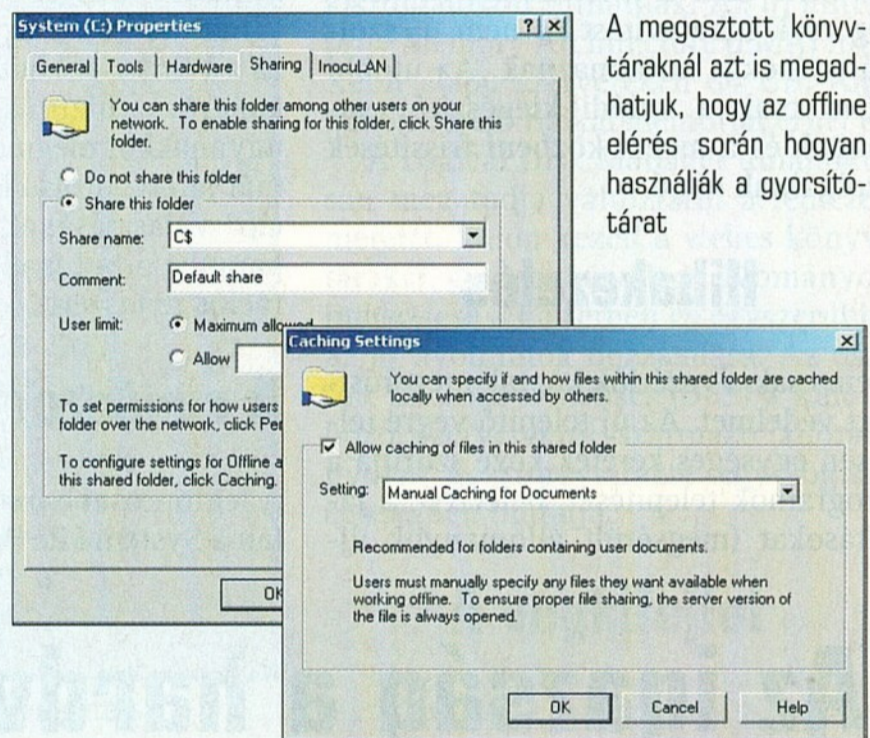 System (C:) Properties
General
Tools
Hardware
Sharing
InocuLAN
You can share this folder among other users on your
network. To enable sharing for this folder, click Share this
folder.
Do not share this folder
Share this folder
Share name:
C$
Comment:
Default share
User limit:
Maximum allowed
Allow
To set permissions for how users
folder over the network, click Per
To configure settings for Offline a
this shared folder, click Caching.
OK
Caching Settings
You can specify if and how files within this shared folder are cached
locally when accessed by others.
Allow caching of files in this shared folder
Setting:
Manual Caching for Documents
Recommended for folders containing user documents.
Users must manually specify any files they want available when
working offline. To ensure proper file sharing, the server version of
the file is always opened.
OK
Cancel
Help
A megosztott könyv-
táraknál azt is megad-
hatjuk, hogy az offline
elérés során hogyan
használják a gyorsító-
tárat